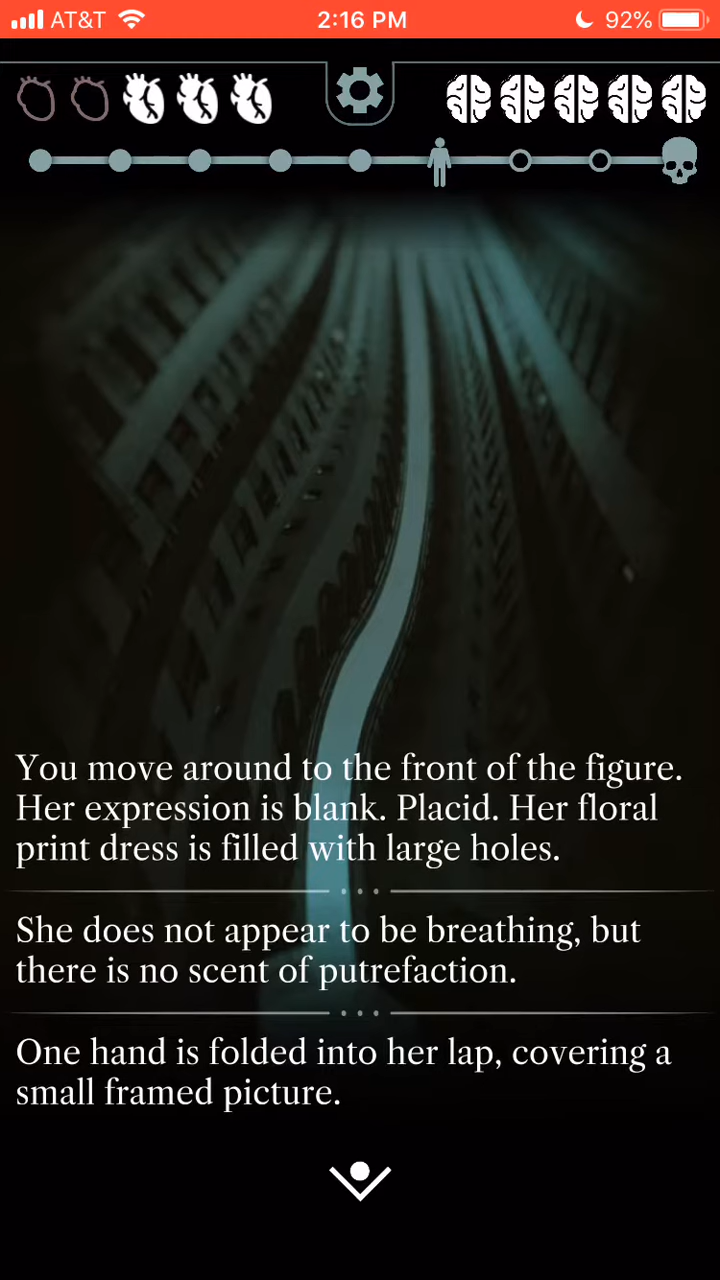 AT&T 2:16 PM 92%
You move around to the front of the figure.
Her expression is blank. Placid. Her floral
print dress is filled with large holes.
She does not appear to be breathing, but
there is no scent of putrefaction.
One hand is folded into her lap, covering a
small framed picture.